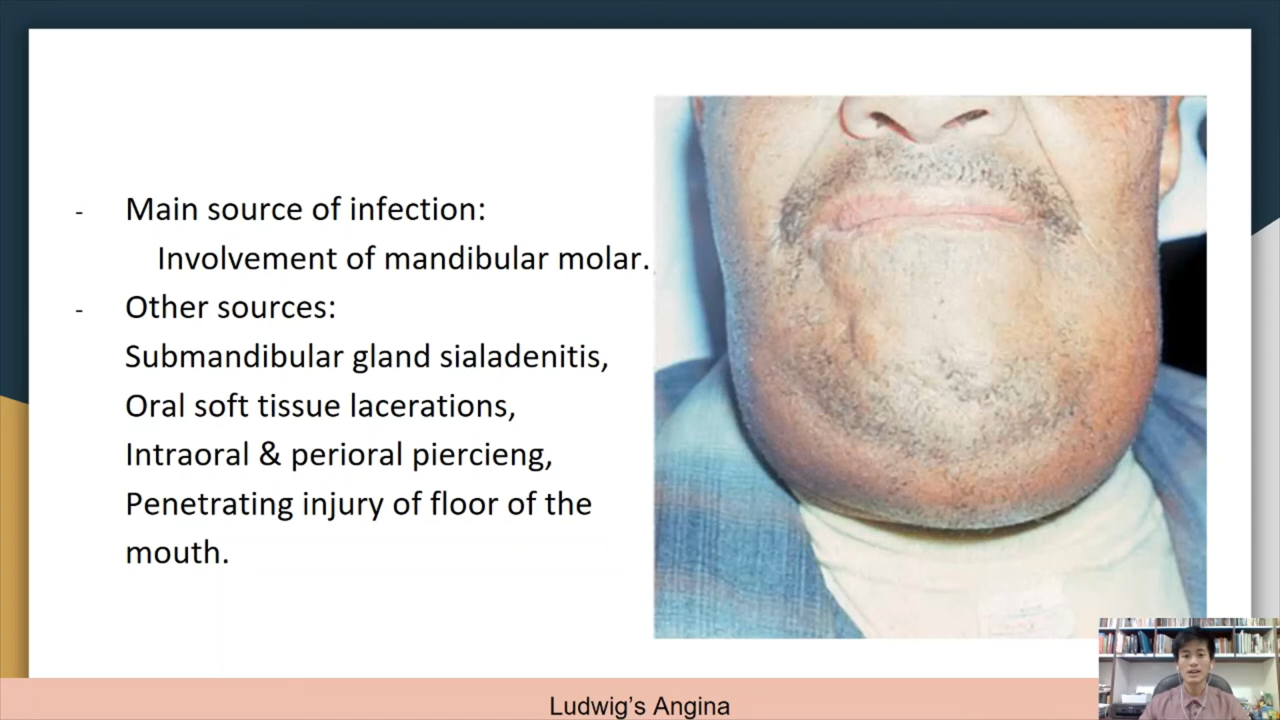 - Main source of infection:
Involvement of mandibular molar.
- Other sources:
Submandibular gland sialadenitis,
Oral soft tissue lacerations,
Intraoral & perioral piercieng,
Penetrating injury of floor of the
mouth.
Ludwig's Angina